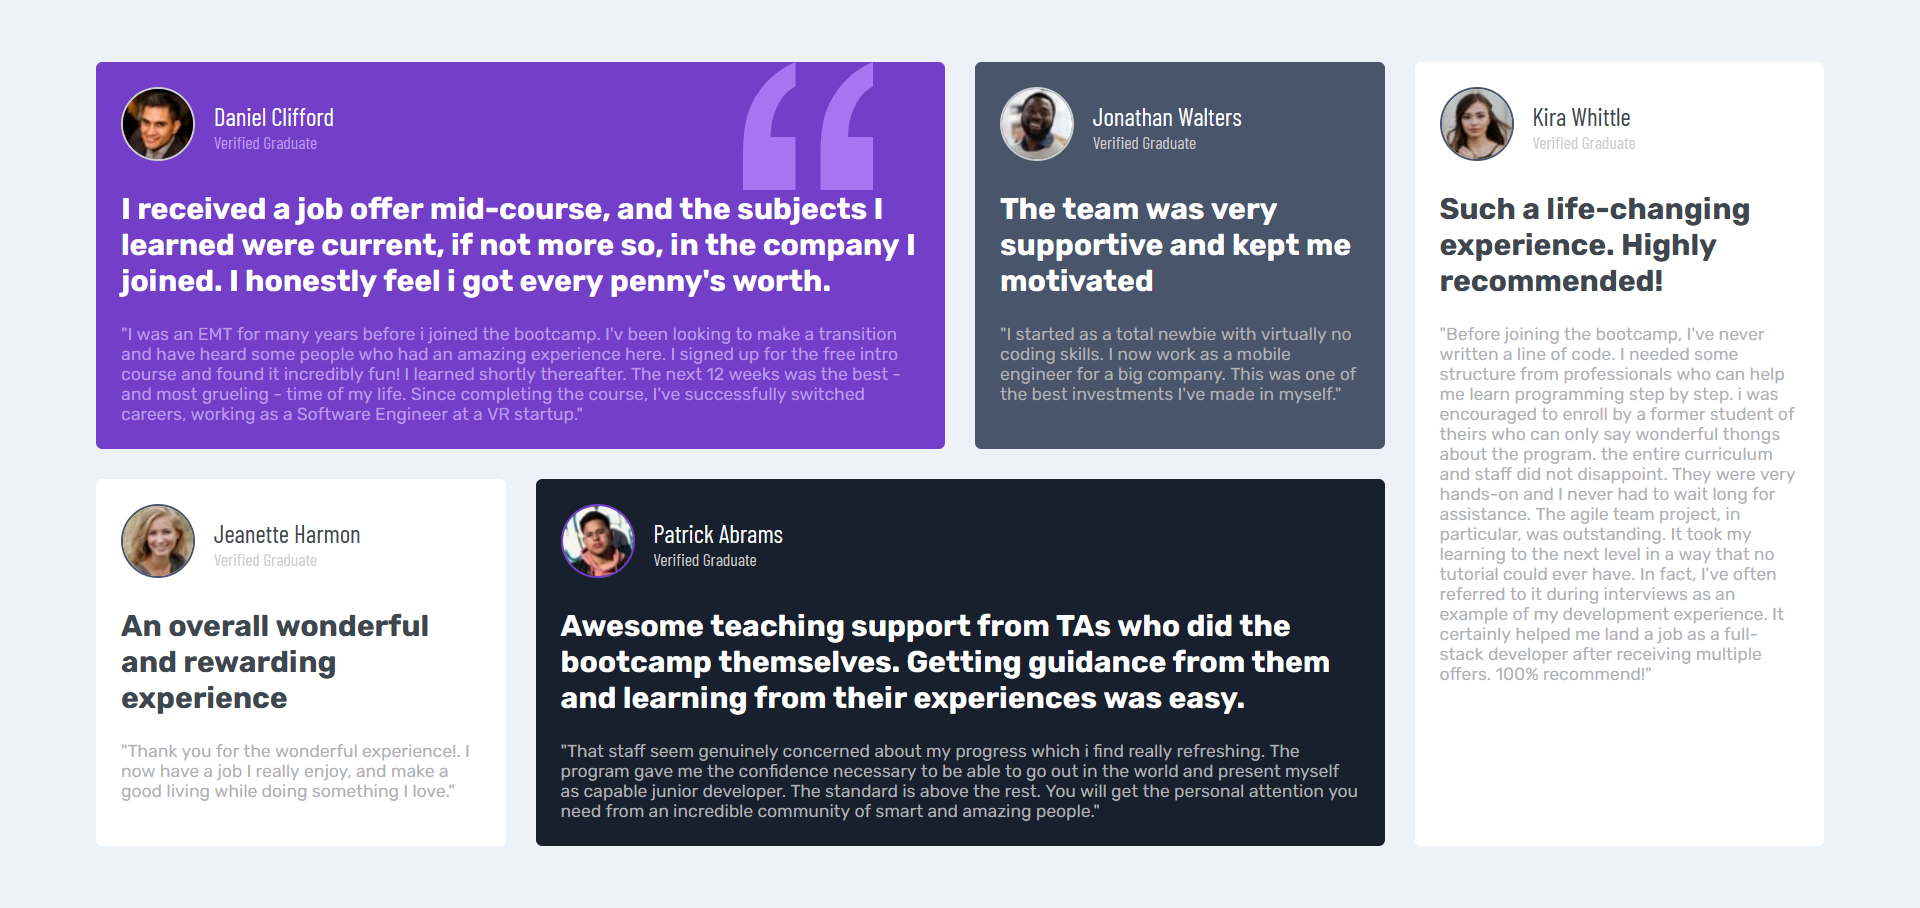 Daniel Clifford
Verified Graduate
I received a job offer mid-course, and the subjects I
learned were current, if not more so, in the company I
joined. I honestly feel i got every penny's worth.
"I was an EMT for many years before i joined the bootcamp. I'v been looking to make a transition
and have heard some people who had an amazing experience here. I signed up for the free intro
course and found it incredibly fun! I learned shortly thereafter. The next 12 weeks was the best -
and most grueling - time of my life. Since completing the course, I've successfully switched
careers, working as a Software Engineer at a VR startup."
Jonathan Walters
Verified Graduate
The team was very
supportive and kept me
motivated
"I started as a total newbie with virtually no
coding skills. I now work as a mobile
engineer for a big company. This was one of
the best investments I've made in myself."
Kira Whittle
Verified Graduate
Such a life-changing
experience. Highly
recommended!
"Before joining the bootcamp, I've never
written a line of code. I needed some
structure from professionals who can help
me learn programming step by step. i was
encouraged to enroll by a former student of
theirs who can only say wonderful thongs
about the program. the entire curriculum
and staff did not disappoint. They were very
hands-on and I never had to wait long for
assistance. The agile team project, in
particular, was outstanding. It took my
learning to the next level in a way that no
tutorial could ever have. In fact, I've often
referred to it during interviews as an
example of my development experience. It
certainly helped me land a job as a full-
stack developer after receiving multiple
offers. 100% recommend!"
Jeanette Harmon
Verified Graduate
An overall wonderful
and rewarding
experience
"Thank you for the wonderful experience!. I
now have a job I really enjoy, and make a
good living while doing something I love."
Patrick Abrams
Verified Graduate
Awesome teaching support from TAs who did the
bootcamp themselves. Getting guidance from them
and learning from their experiences was easy.
"That staff seem genuinely concerned about my progress which i find really refreshing. The
program gave me the confidence necessary to be able to go out in the world and present myself
as capable junior developer. The standard is above the rest. You will get the personal attention you
need from an incredible community of smart and amazing people."